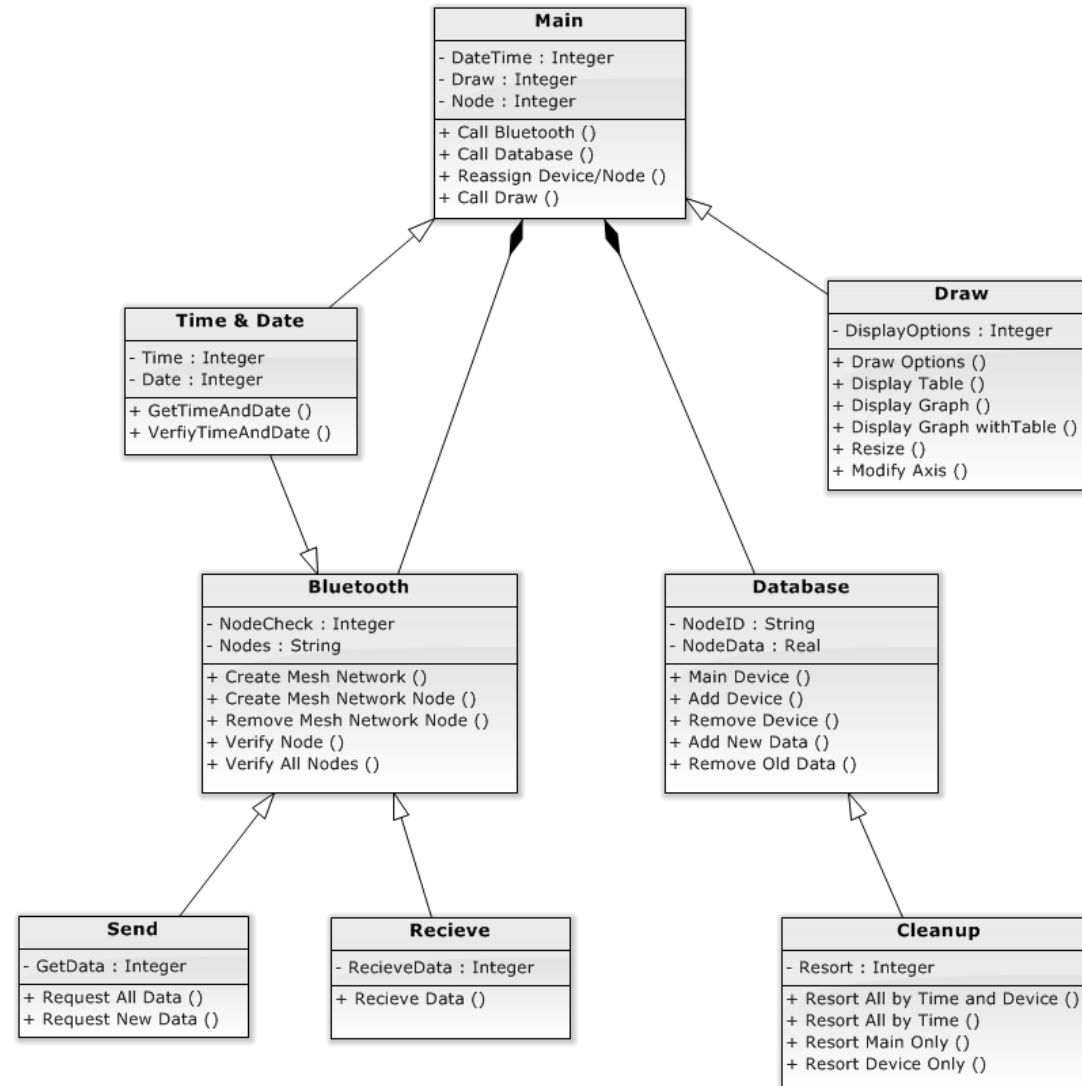 Main
- DateTime : Integer
- Draw : Integer
- Node : Integer
+ Call Bluetooth ()
+ Call Database ()
+ Reassign Device/Node ()
+ Call Draw ()
Time & Date
- Time : Integer
- Date : Integer
+ GetTimeAndDate ()
+ VerfiyTimeAndDate ()
Draw
- DisplayOptions : Integer
+ Draw Options ()
+ Display Table ()
+ Display Graph ()
+ Display Graph withTable ()
+ Resize ()
+ Modify Axis ()
Bluetooth
- NodeCheck : Integer
- Nodes : String
+ Create Mesh Network ()
+ Create Mesh Network Node ()
+ Remove Mesh Network Node ()
+ Verify Node ()
+ Verify All Nodes ()
Database
- NodeID : String
- NodeData : Real
+ Main Device ()
+ Add Device ()
+ Remove Device ()
+ Add New Data ()
+ Remove Old Data ()
Send
- GetData : Integer
+ Request All Data ()
+ Request New Data ()
Recieve
- RecieveData : Integer
+ Recieve Data ()
Cleanup
- Resort : Integer
+ Resort All by Time and Device ()
+ Resort All by Time ()
+ Resort Main Only ()
+ Resort Device Only ()